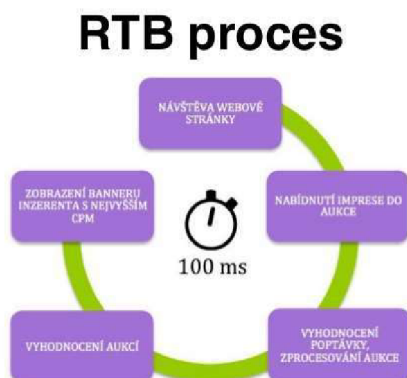 RTB proces
NÁVŠTĚVA WEBOVÉ
STRÁNKY
NABÍDNUTÍ IMPRESE DO
AUKCE
VYHODNOCENÍ
POPTÁVKY,
ZPROCESOVÁNÍ AUKCE
VYHODNOCENÍ AUKCÍ
ZOBRAZENÍ BANNERU
INZERENTA S NEJVYŠŠÍM
CPM
100 ms